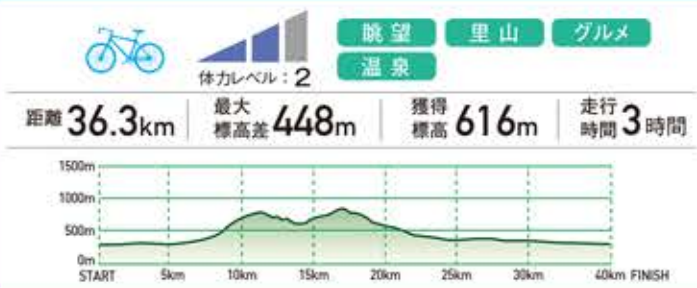 眺望 里山 グルメ
温泉
体力レベル：2
距離 36.3km 最大標高差 448m 獲得標高 616m 走行時間 3時間
1500m
1000m
500m
0m
START 5km 10km 15km 20km 25km 30km 40km FINISH